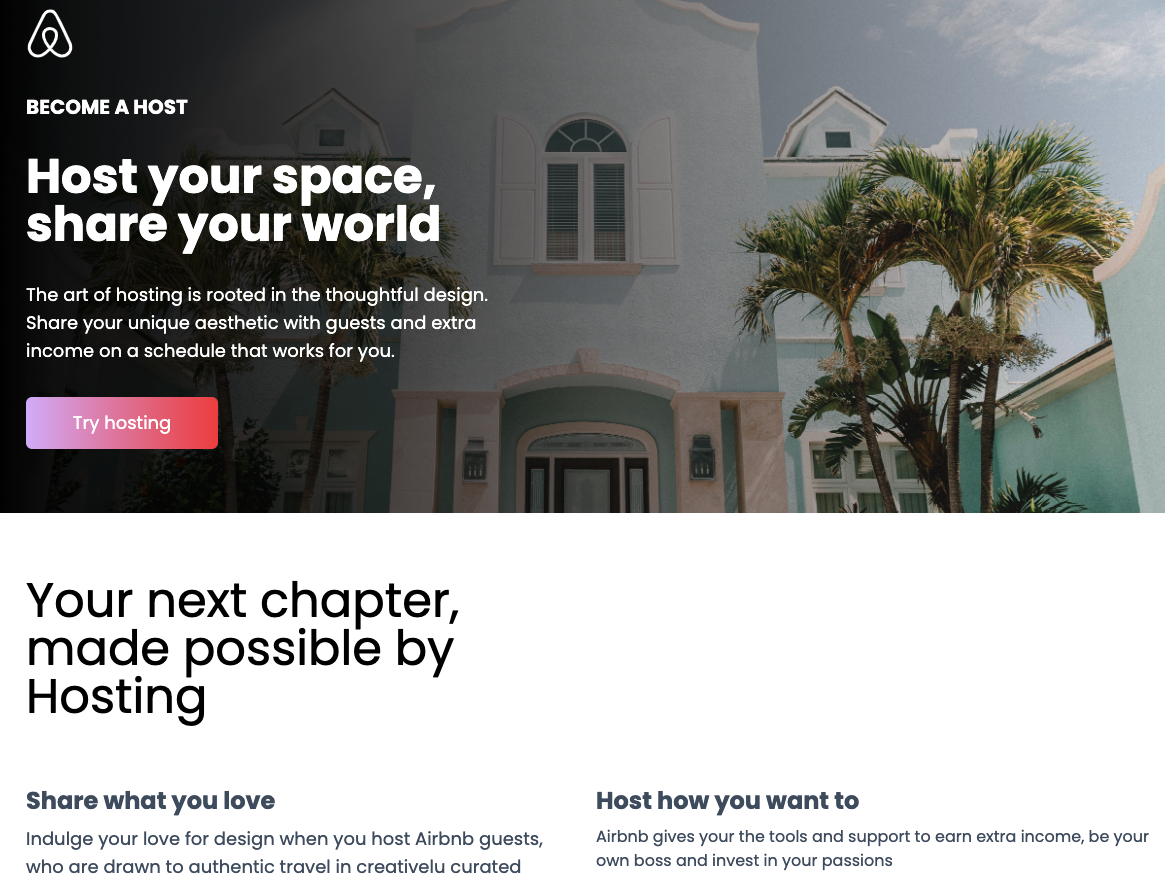 BECOME A HOST
Host your space,
share your world
The art of hosting is rooted in the thoughtful design.
Share your unique aesthetic with guests and extra
income on a schedule that works for you.
Try hosting
Your next chapter,
made possible by
Hosting
Share what you love
Indulge your love for design when you host Airbnb guests,
who are drawn to authentic travel in creatively curated
Host how you want to
Airbnb gives your the tools and support to earn extra income, be your
own boss and invest in your passions